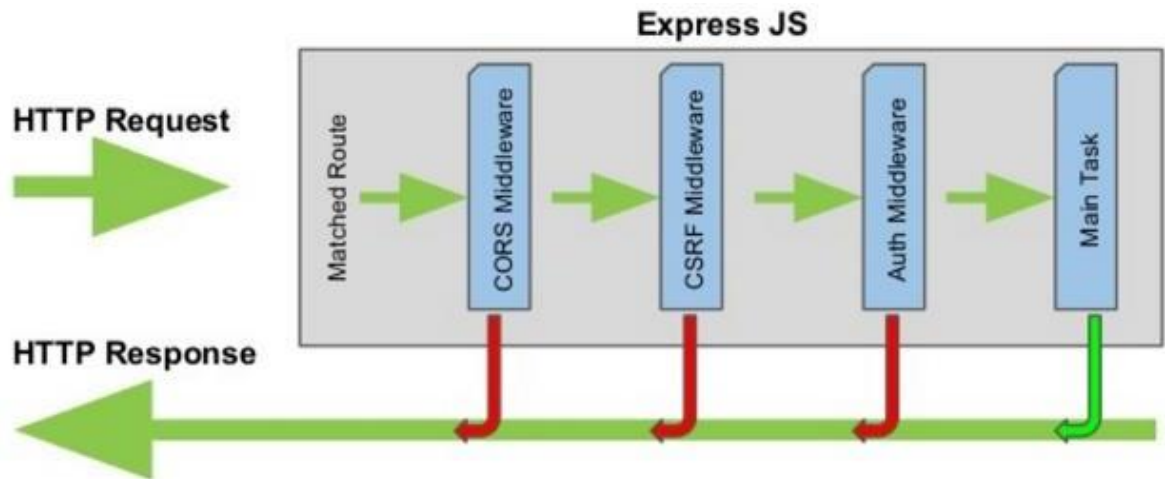 Express JS
HTTP Request
Matched Route
CORS Middleware
CSRF Middleware
Auth Middleware
Main Task
HTTP Response